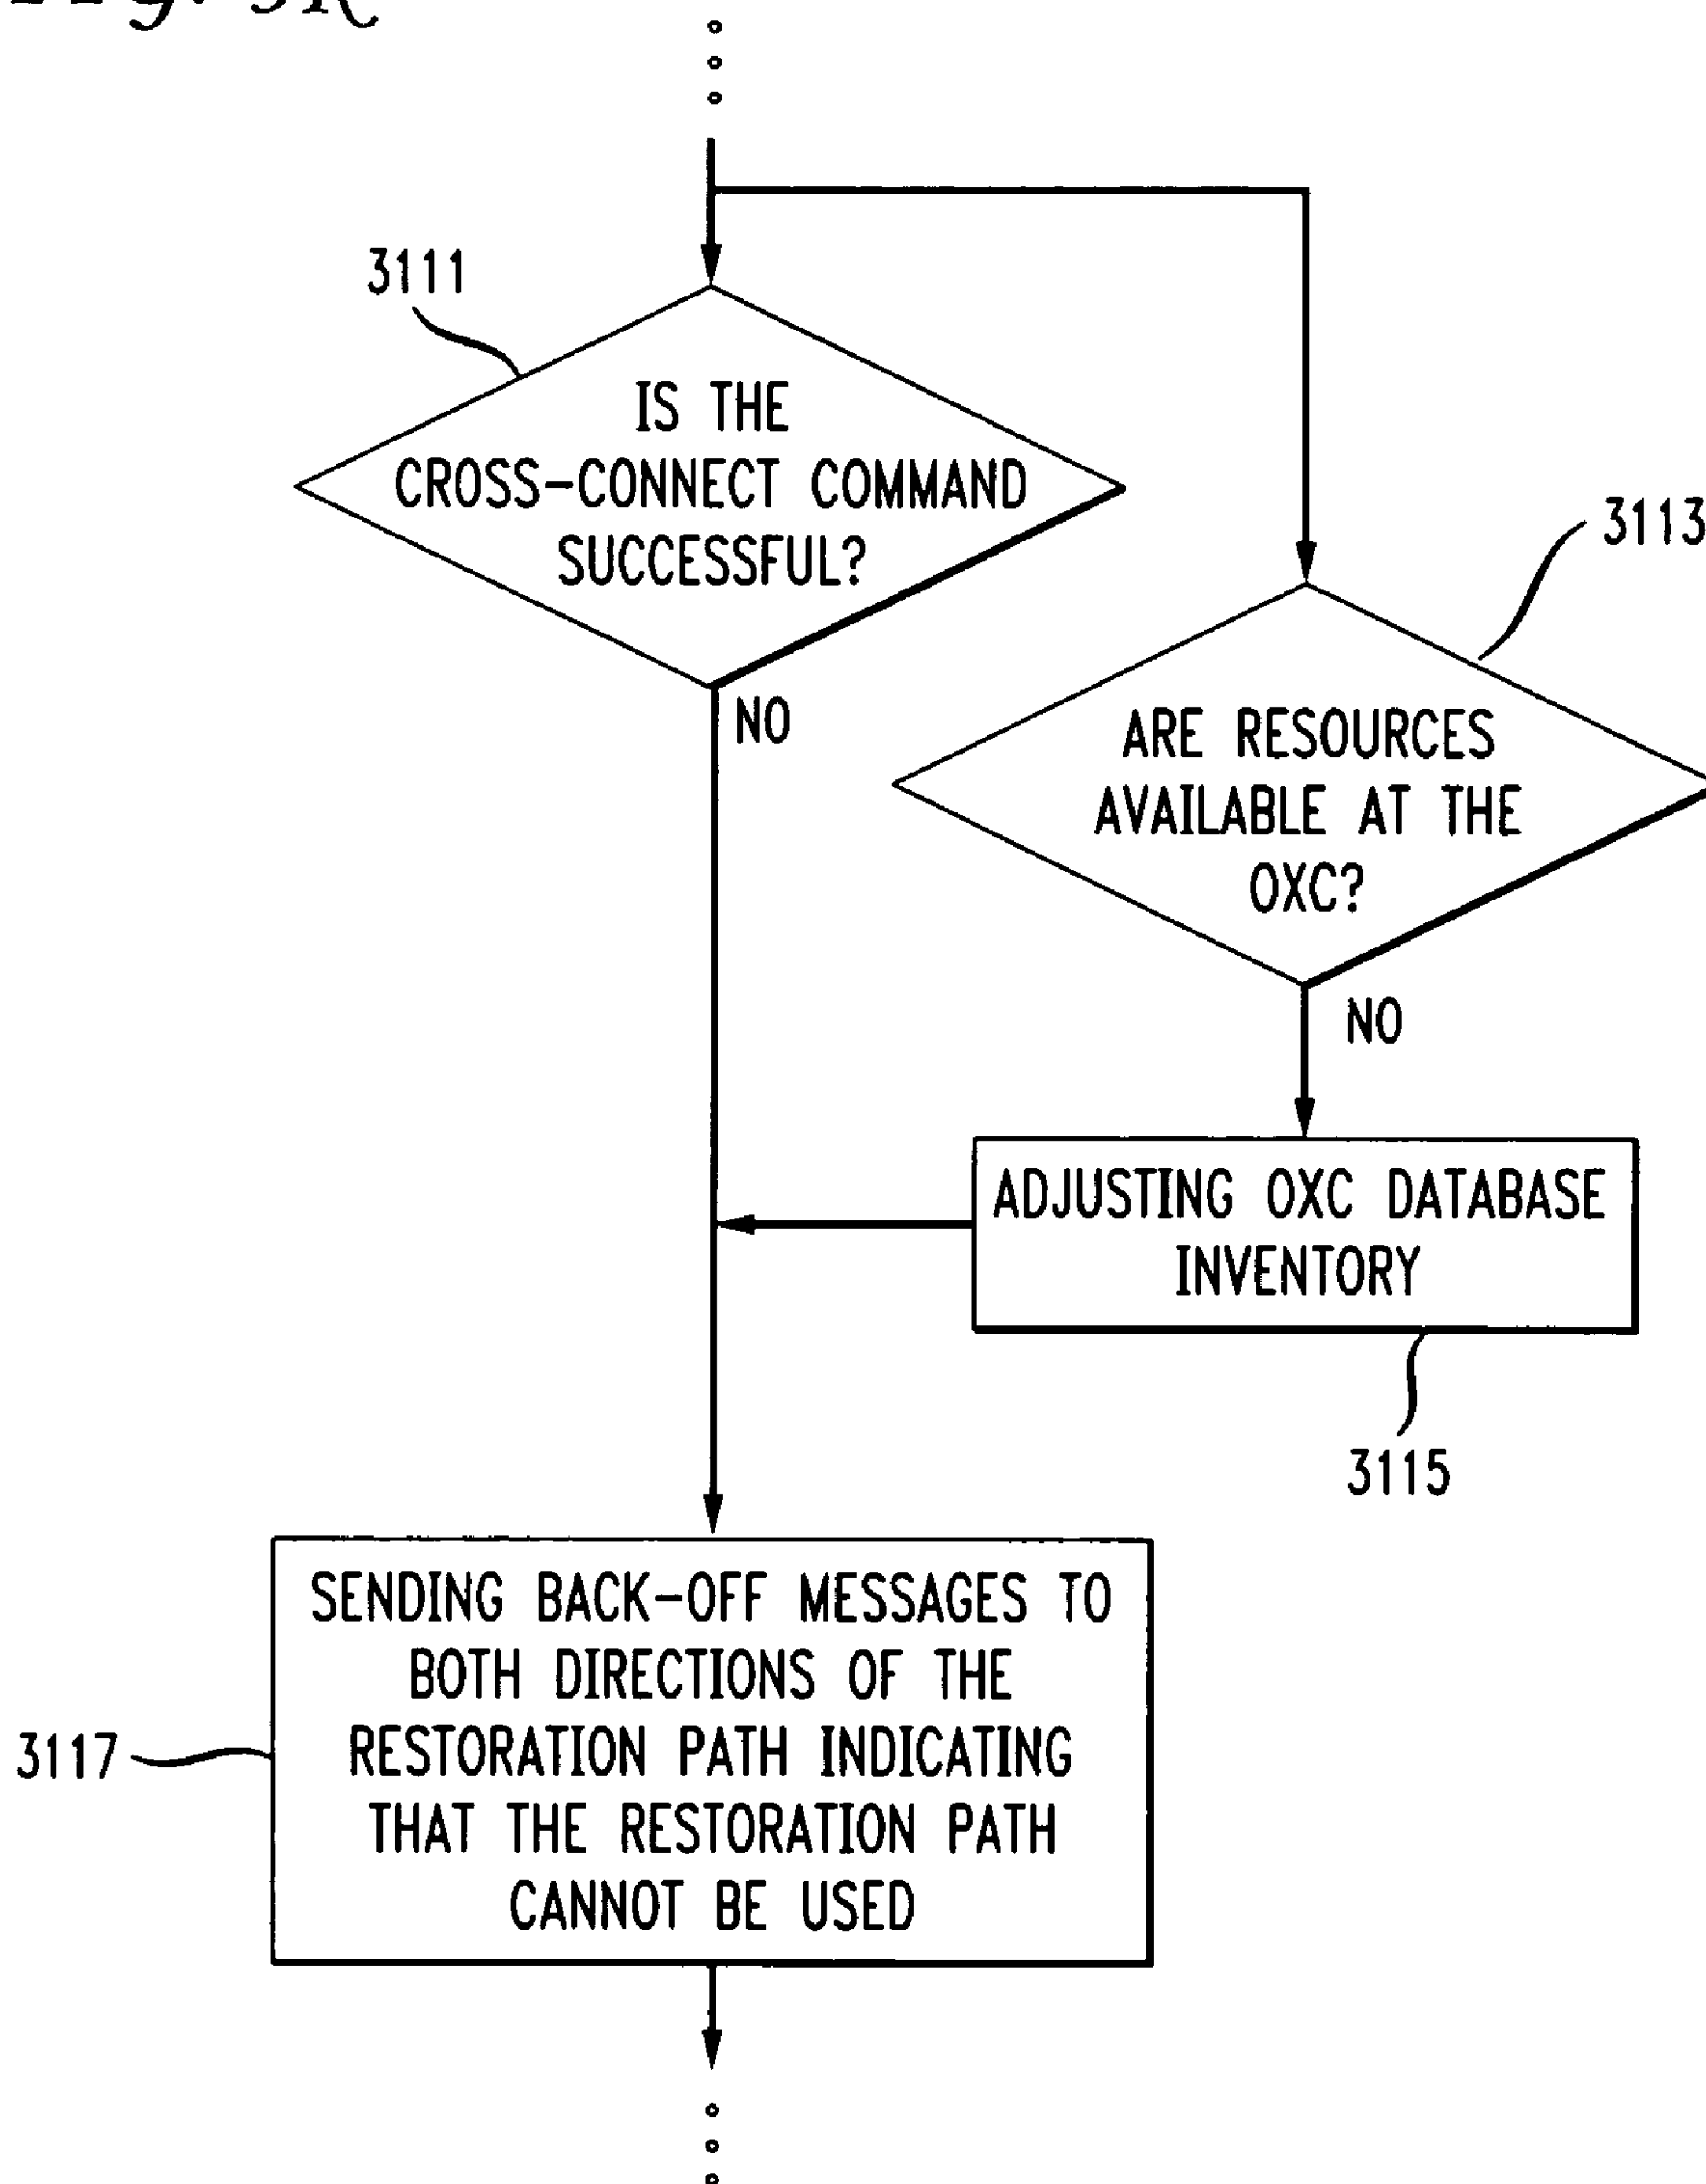 3111
IS THE
CROSS-CONNECT COMMAND
SUCCESSFUL?
NO
3113
ARE RESOURCES
AVAILABLE AT THE
OXC?
NO
ADJUSTING OXC DATABASE
INVENTORY
3115
SENDING BACK-OFF MESSAGES TO
BOTH DIRECTIONS OF THE
RESTORATION PATH INDICATING
THAT THE RESTORATION PATH
CANNOT BE USED
3117